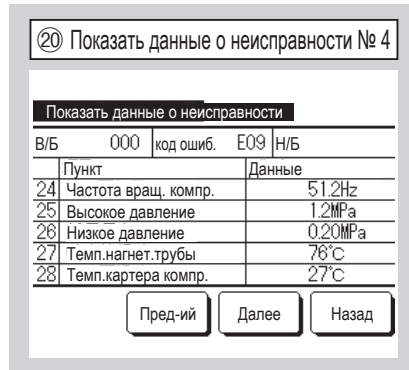 20 Показать данные о неисправности № 4
Показать данные о неисправности
В/Б 000 код ошиб. E09 Н/Б
Пункт Данные
24 Частота вращ. компр. 51.2Hz
25 Высокое давление 1.2MPa
26 Низкое давление 0.20MPa
27 Темп.нагнет.трубы 76°C
28 Темп.картера компр. 27°C
Пред-ий Далее Назад